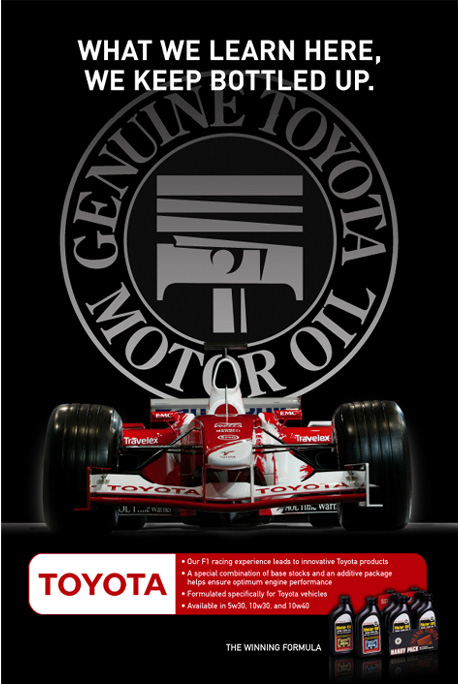 WHAT WE LEARN HERE,
WE KEEP BOTTLED UP.
GENUINE TOYOTA
MOTOR OIL
EMC²
EMC²
Travelex
Travelex
TOYOTA
TOYOTA
TOYOTA
• Our F1 racing experience leads to innovative Toyota products
• A special combination of base stocks and an additive package
helps ensure optimum engine performance
• Formulated specifically for Toyota vehicles
• Available in 5w30, 10w30, and 10w40
THE WINNING FORMULA
HANDY PACK